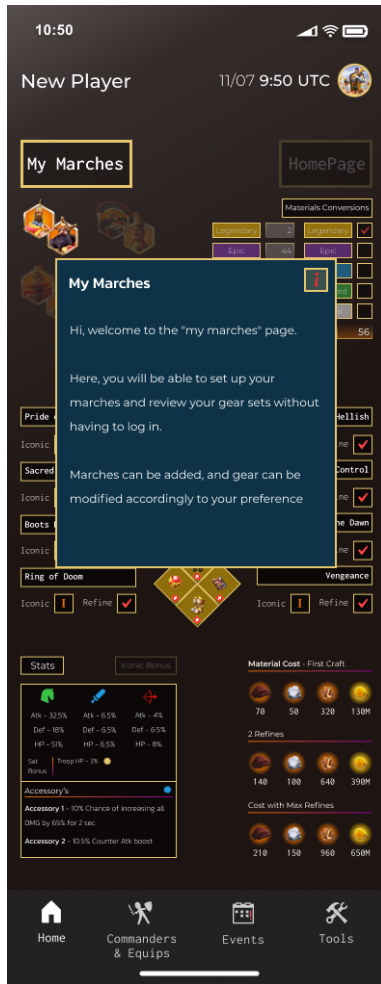 10:50
New Player
11/07 9:50 UTC
My Marches
HomePage
Materials Conversions
Legendary 2 Legendary
Epic 44 Epic
56
My Marches
i
Hi, welcome to the "my marches" page.
Here, you will be able to set up your
marches and review your gear sets without
having to log in.
Marches can be added, and gear can be
modified accordingly to your preference
Pride
Hellish
Iconic
Sacred
Control
Iconic
Boots
Dawn
Iconic
Ring of Doom
Vengeance
Iconic I Refine
Iconic I Refine
Stats
Iconic Bonus
Atk - 32.5% Atk - 6.5% Atk - 4%
Def - 18% Def - 6.5% Def - 6.5%
HP - 51% HP - 6.5% HP - 8%
Set Bonus
Troop HP - 3%
Accessory's
Accessory 1 - 10% Chance of increasing all
DMG by 65% for 2 sec
Accessory 2 - 10.5% Counter Atk boost
Material Cost - First Craft
70 50 320 130M
2 Refines
140 100 640 390M
Cost with Max Refines
210 150 960 650M
Home
Commanders
& Equips
Events
Tools